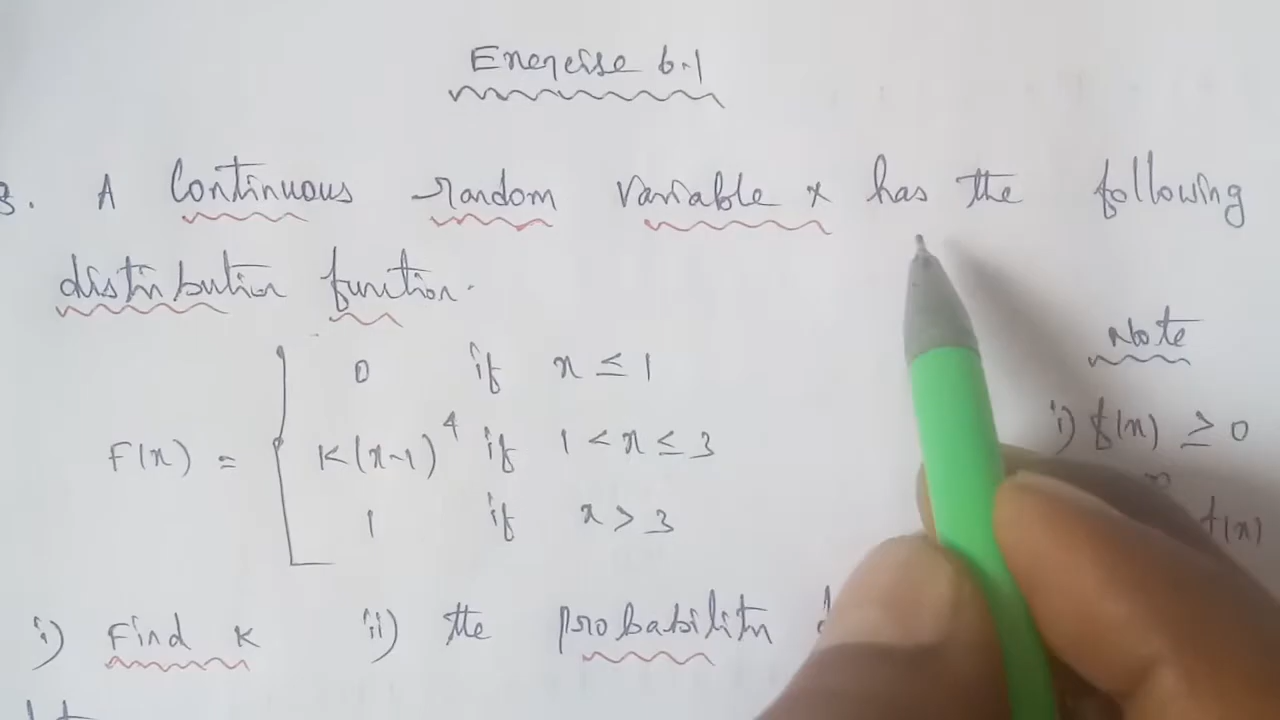 Exercise 6.1
3. A Continuous random variable x has the following
distribution function.
Note
0 if x ≤ 1
i) f(x) ≥ 0
F(x) = K(x-1)^4 if 1 < x ≤ 3
∞
f(x)
1 if x > 3
i) Find K ii) the probability